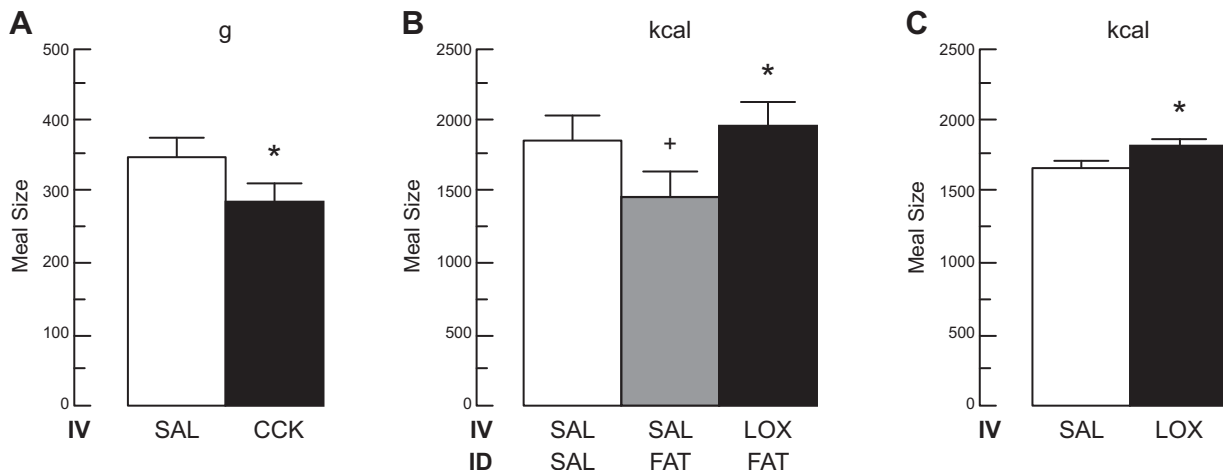 A
g
Meal Size
500
400
300
200
100
0
*
IV SAL CCK
B
kcal
Meal Size
2500
2000
1500
1000
500
0
+
*
IV SAL SAL LOX
ID SAL FAT FAT
C
kcal
Meal Size
2500
2000
1500
1000
500
0
*
IV SAL LOX